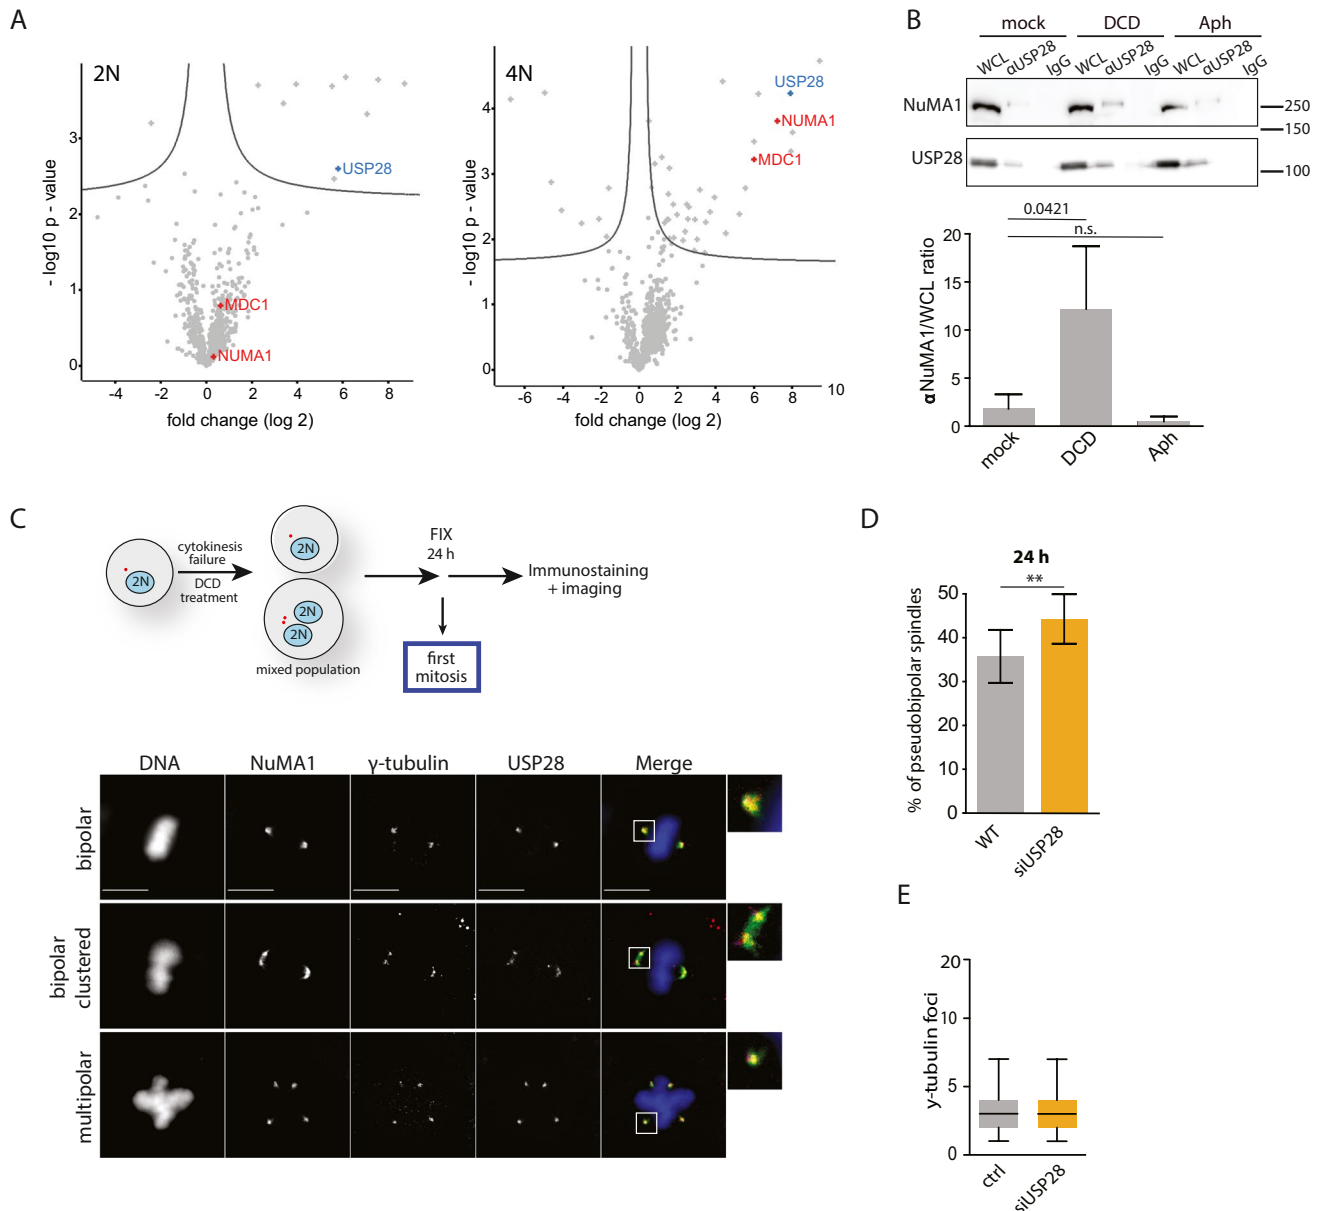 A
2N
- log10 p - value
3
2
1
0
USP28
MDC1
NUMA1
-4
-2
0
2
4
6
8
fold change (log 2)
4N
- log10 p - value
4
3
2
1
0
USP28
NUMA1
MDC1
-6
-4
-2
0
2
4
6
8
10
fold change (log 2)
B
mock DCD Aph
WCL αUSP28 IgG WCL αUSP28 IgG WCL αUSP28 IgG
NuMA1
250
150
USP28
100
0.0421
n.s.
αNuMA1/WCL ratio
20
15
10
5
0
mock
DCD
Aph
C
2N
cytokinesis
failure
DCD
treatment
2N
2N
2N
mixed population
FIX
24 h
first
mitosis
Immunostaining
+ imaging
DNA NuMA1 γ-tubulin USP28 Merge
bipolar
bipolar
clustered
multipolar
D
24 h
**
% of pseudobipolar spindles
50
40
30
20
10
0
WT
siUSP28
E
y-tubulin foci
20
10
5
0
ctrl
siUSP28